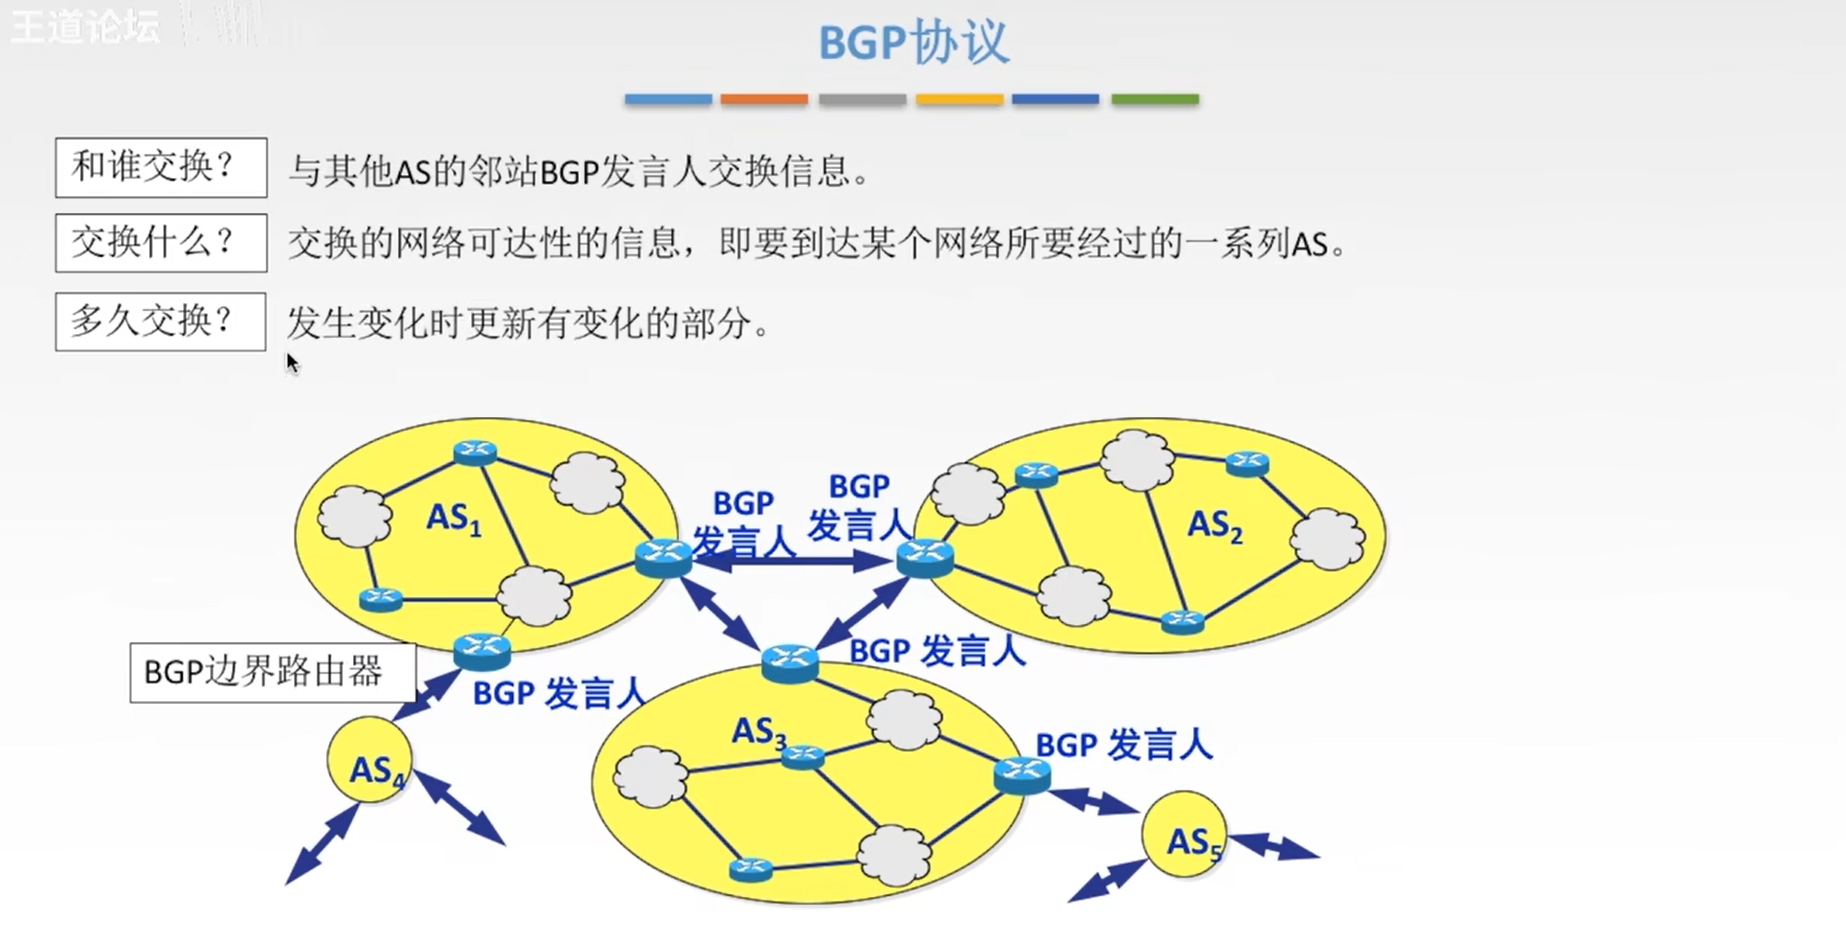 王道论坛
BGP协议
和谁交换？
与其他AS的邻站BGP发言人交换信息。
交换什么？
交换的网络可达性的信息，即要到达某个网络所要经过的一系列AS。
多久交换？
发生变化时更新有变化的部分。
AS1
BGP
发言人
BGP
发言人
AS2
BGP边界路由器
BGP 发言人
BGP 发言人
AS3
BGP 发言人
AS4
AS5